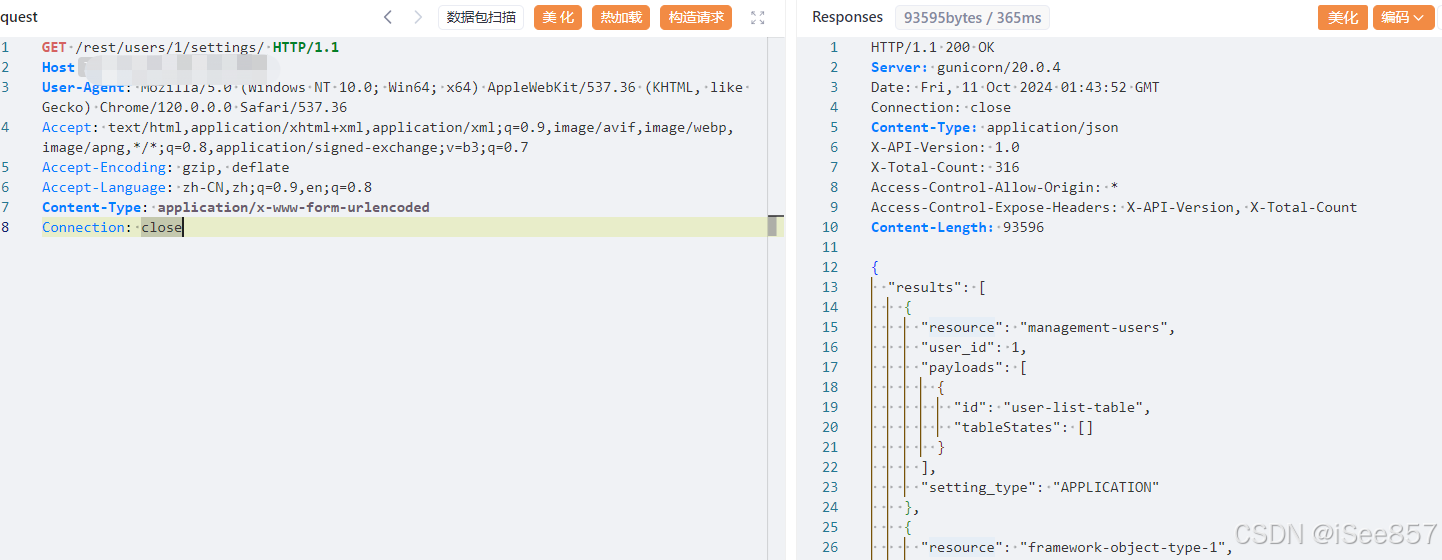 quest
数据包扫描
美化
热加载
构造请求
1 GET /rest/users/1/settings/ HTTP/1.1
2 Host
3 User-Agent: Mozilla/5.0 (Windows NT 10.0; Win64; x64) AppleWebKit/537.36 (KHTML, like
Gecko) Chrome/120.0.0.0 Safari/537.36
4 Accept: text/html,application/xhtml+xml,application/xml;q=0.9,image/avif,image/webp,
image/apng,*/*;q=0.8,application/signed-exchange;v=b3;q=0.7
5 Accept-Encoding: gzip, deflate
6 Accept-Language: zh-CN,zh;q=0.9,en;q=0.8
7 Content-Type: application/x-www-form-urlencoded
8 Connection: close
Responses
93595bytes / 365ms
美化
编码
1 HTTP/1.1 200 OK
2 Server: gunicorn/20.0.4
3 Date: Fri, 11 Oct 2024 01:43:52 GMT
4 Connection: close
5 Content-Type: application/json
6 X-API-Version: 1.0
7 X-Total-Count: 316
8 Access-Control-Allow-Origin: *
9 Access-Control-Expose-Headers: X-API-Version, X-Total-Count
10 Content-Length: 93596
11
12 {
13 "results": [
14 {
15 "resource": "management-users",
16 "user_id": 1,
17 "payloads": [
18 {
19 "id": "user-list-table",
20 "tableStates": []
21 }
22 ],
23 "setting_type": "APPLICATION"
24 },
25 {
26 "resource": "framework-object-type-1",
CSDN @iSee857